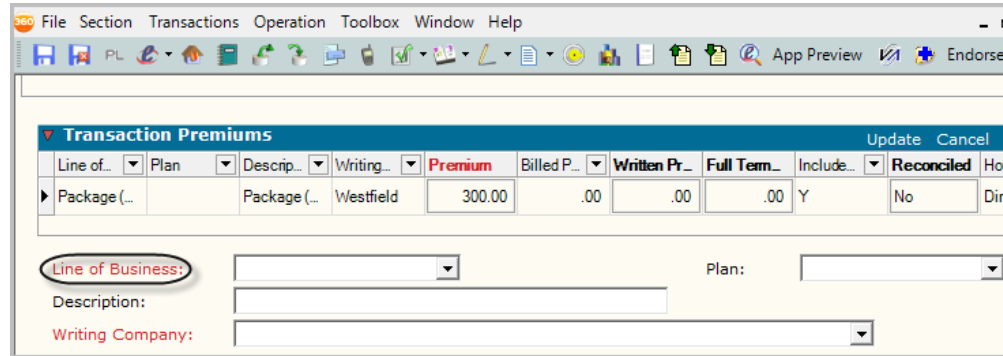 360 File Section Transactions Operation Toolbox Window Help
PL App Preview Endorse
Transaction Premiums Update Cancel
Line of... Plan Descrip... Writing... Premium Billed P... Written Pr... Full Term... Include... Reconciled Ho
Package (... Package (... Westfield 300.00 .00 .00 .00 Y No Dir
Line of Business: Plan:
Description:
Writing Company: